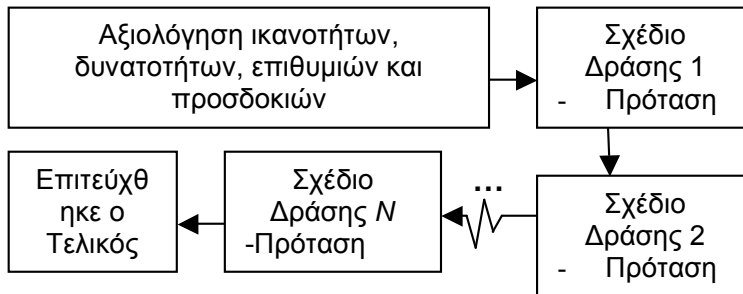 Αξιολόγηση ικανοτήτων,
δυνατοτήτων, επιθυμιών και
προσδοκιών
Σχέδιο
Δράσης 1
- Πρόταση
Σχέδιο
Δράσης 2
- Πρόταση
...
Σχέδιο
Δράσης N
-Πρόταση
Επιτεύχθ
ηκε ο
Τελικός